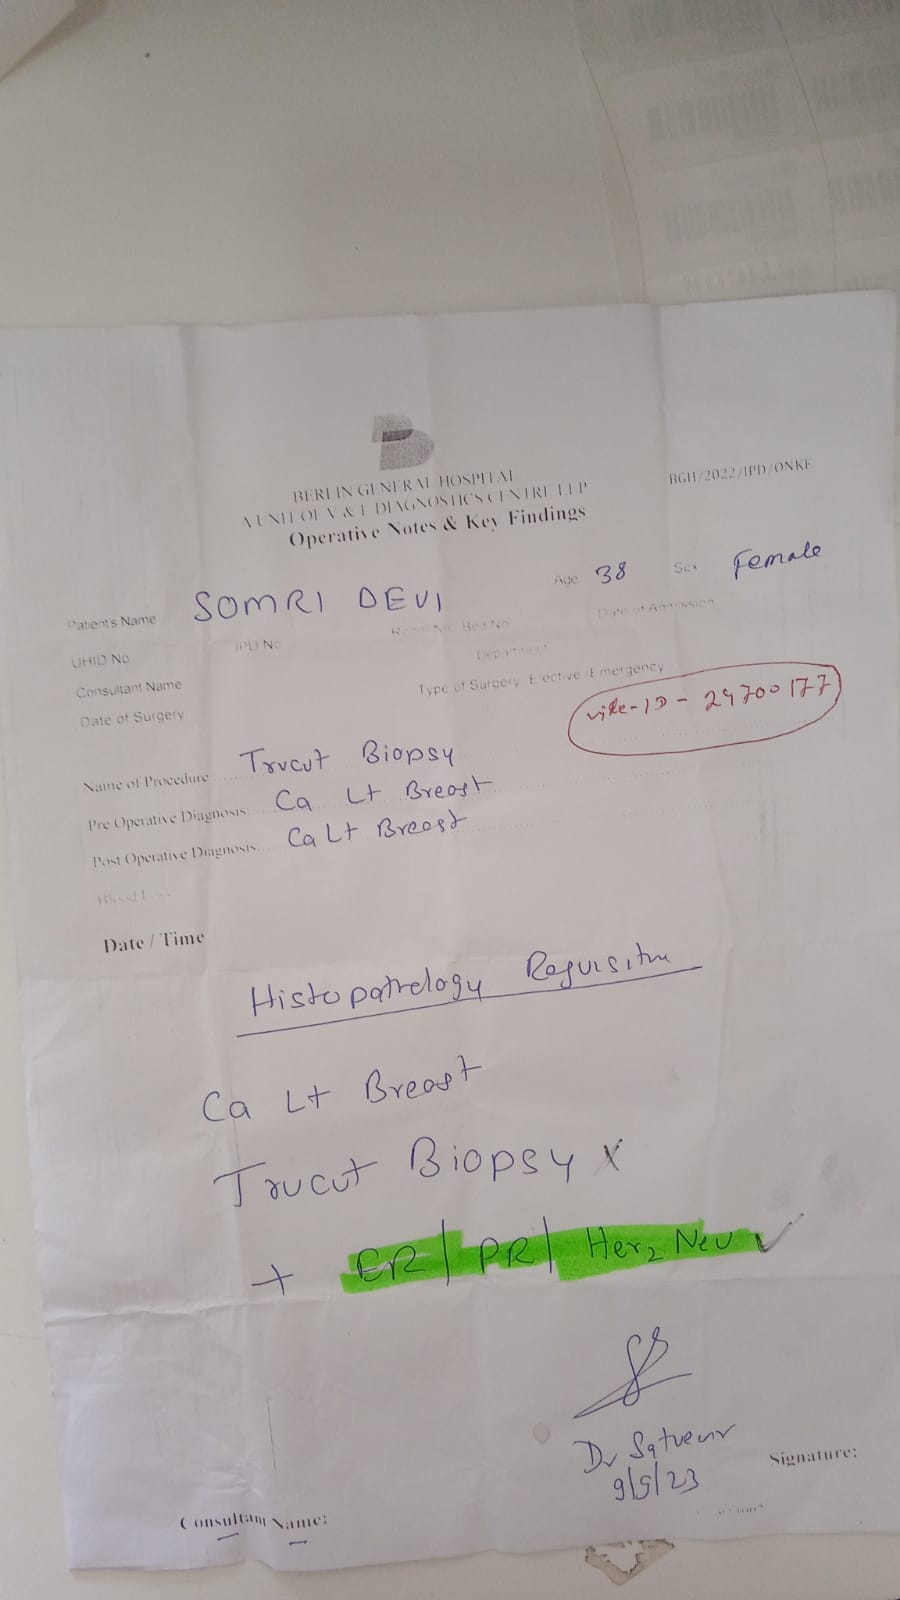 BERLIN GENERAL HOSPITAL
A UNIT OF V & E DIAGNOSTICS CENTRE LLP
Operative Notes & Key Findings
BGH/2022/IPD/ONKF
Patients Name SOMRI DEVI Age 38 Sex Female
UHID No IPD No Bed No Date of Admission
Consultant Name Department
Date of Surgery Type of Surgery Elective /Emergency
ID - 24700177
Name of Procedure Trucut Biopsy
Pre Operative Diagnosis Ca Lt Breast
Post Operative Diagnosis Ca Lt Breast
Date / Time
Histopathology Requisition
Ca Lt Breast
Trucut Biopsy X
+ ER / PR / Her2 Neu ✓
Dr Satveer
9/9/23
Signature:
Consultant Name: